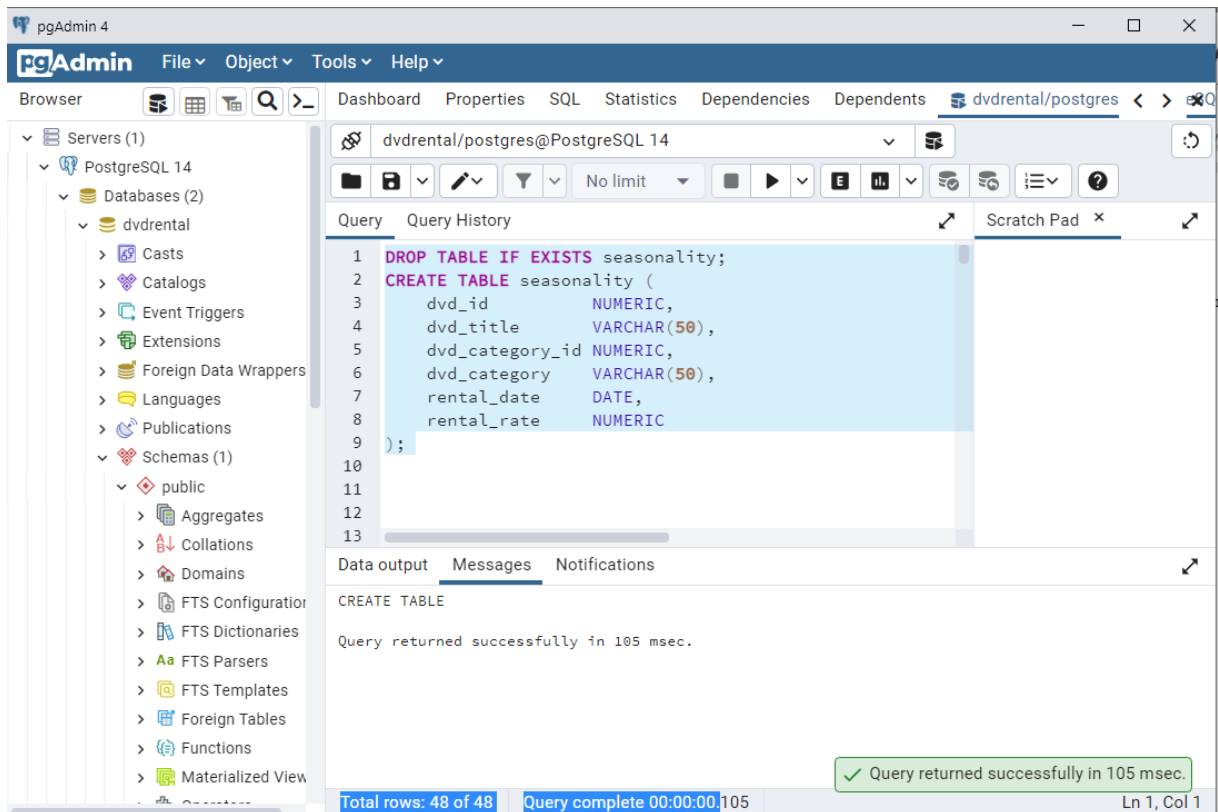 pgAdmin 4
pgAdmin File Object Tools Help
Browser
Dashboard Properties SQL Statistics Dependencies Dependents dvdrental/postgres
Servers (1)
PostgreSQL 14
Databases (2)
dvdrental
Casts
Catalogs
Event Triggers
Extensions
Foreign Data Wrappers
Languages
Publications
Schemas (1)
public
Aggregates
Collations
Domains
FTS Configuration
FTS Dictionaries
Aa FTS Parsers
FTS Templates
Foreign Tables
Functions
Materialized View
dvdrental/postgres@PostgreSQL 14
No limit
E
Query Query History
Scratch Pad
1 DROP TABLE IF EXISTS seasonality;
2 CREATE TABLE seasonality (
3 dvd_id NUMERIC,
4 dvd_title VARCHAR(50),
5 dvd_category_id NUMERIC,
6 dvd_category VARCHAR(50),
7 rental_date DATE,
8 rental_rate NUMERIC
9 );
10
11
12
13
Data output Messages Notifications
CREATE TABLE
Query returned successfully in 105 msec.
Query returned successfully in 105 msec.
Total rows: 48 of 48 Query complete 00:00:00.105 Ln 1, Col 1